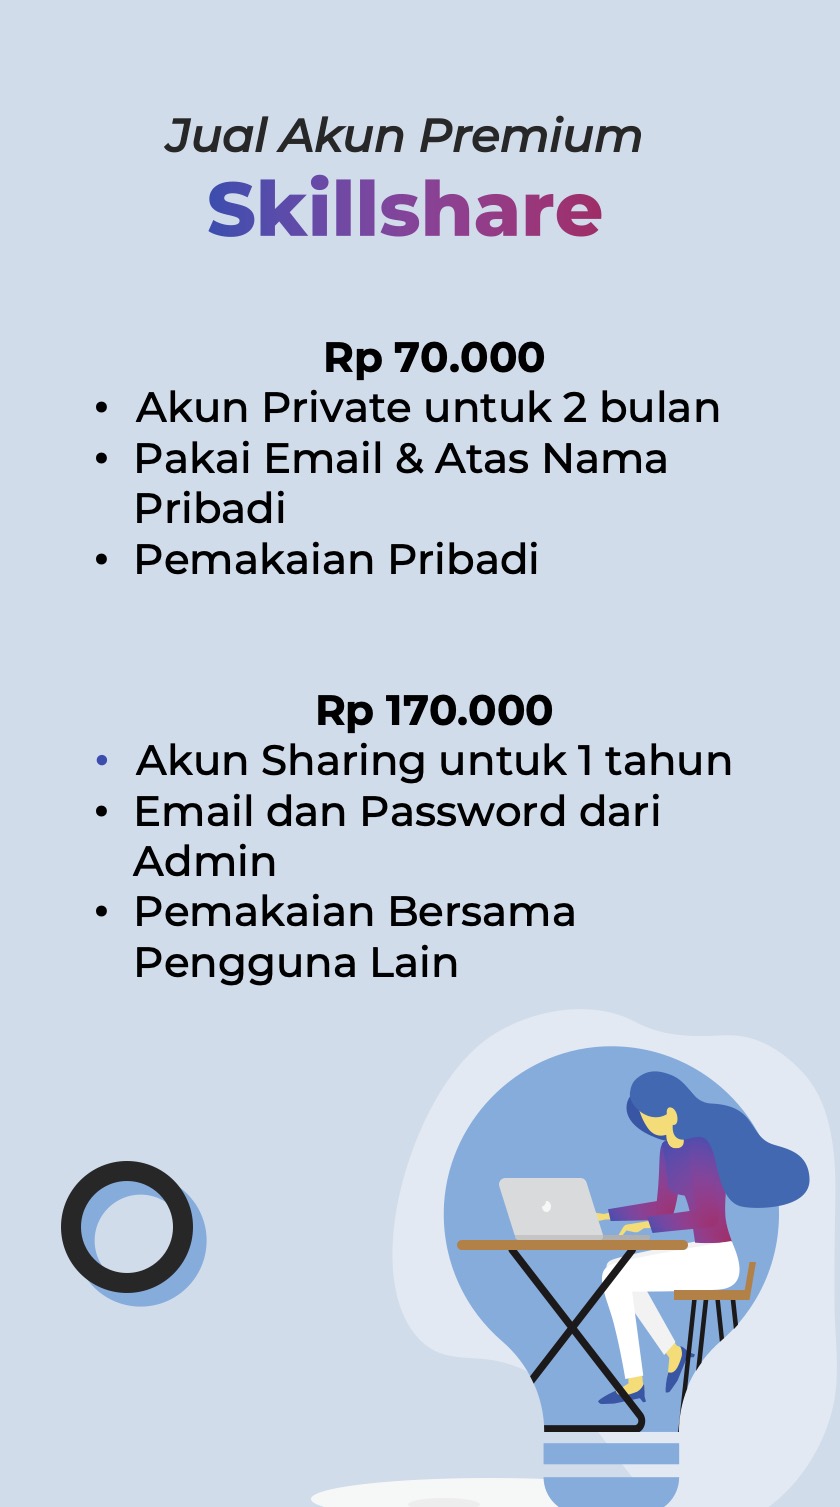 Jual Akun Premium
Skillshare
Rp 70.000
• Akun Private untuk 2 bulan
• Pakai Email & Atas Nama
Pribadi
• Pemakaian Pribadi
Rp 170.000
• Akun Sharing untuk 1 tahun
• Email dan Password dari
Admin
• Pemakaian Bersama
Pengguna Lain